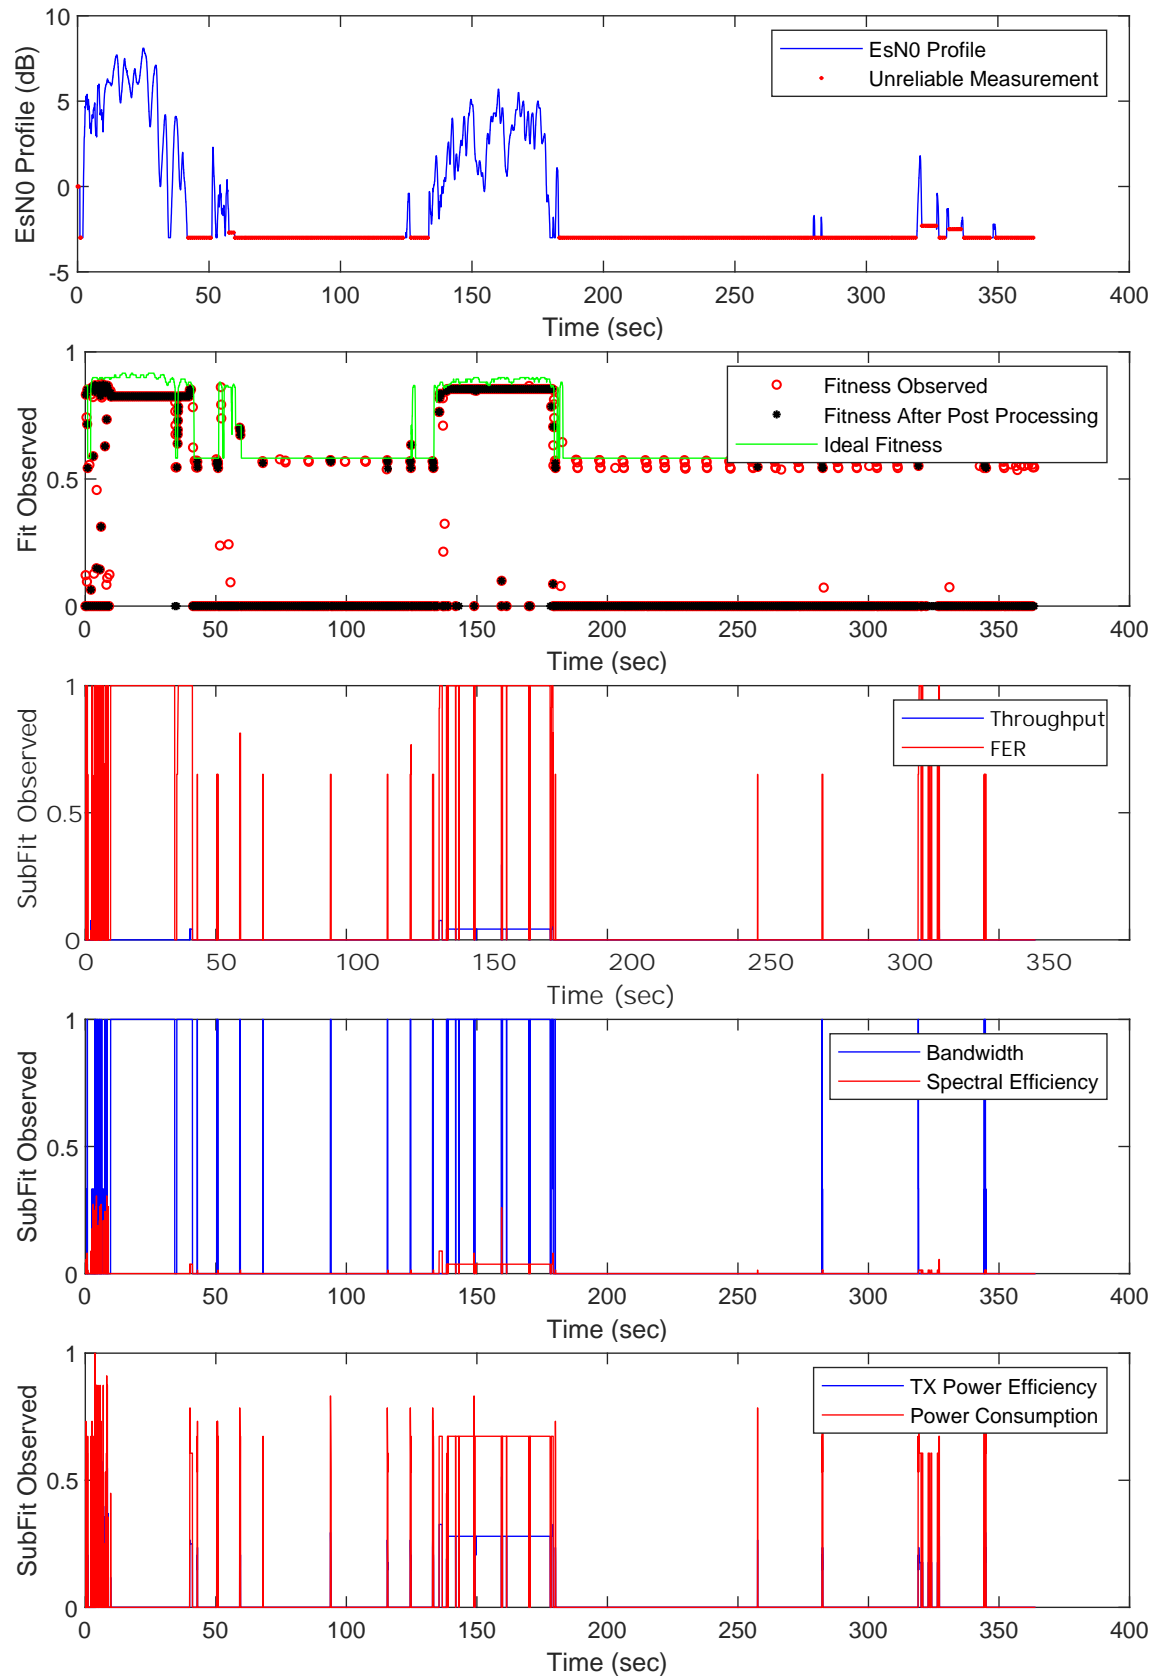 10
5
0
-5
EsN0 Profile (dB)
EsN0 Profile
Unreliable Measurement
0 50 100 150 200 250 300 350 400
Time (sec)
1
0.5
0
Fit Observed
Fitness Observed
Fitness After Post Processing
Ideal Fitness
0 50 100 150 200 250 300 350 400
Time (sec)
1
0.5
0
SubFit Observed
Throughput
FER
0 50 100 150 200 250 300 350
Time (sec)
1
0.5
0
SubFit Observed
Bandwidth
Spectral Efficiency
0 50 100 150 200 250 300 350 400
Time (sec)
1
0.5
0
SubFit Observed
TX Power Efficiency
Power Consumption
0 50 100 150 200 250 300 350 400
Time (sec)